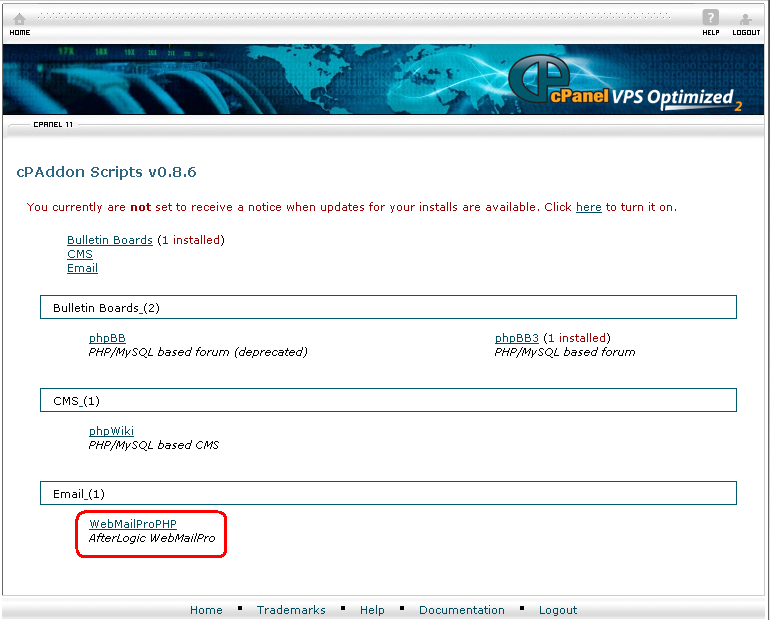 HOME
HELP
LOGOUT
cPanel VPS Optimized 2
CPANEL 11
cPAddon Scripts v0.8.6
You currently are not set to receive a notice when updates for your installs are available. Click here to turn it on.
Bulletin Boards (1 installed)
CMS
Email
Bulletin Boards_(2)
phpBB
PHP/MySQL based forum (deprecated)
phpBB3 (1 installed)
PHP/MySQL based forum
CMS_(1)
phpWiki
PHP/MySQL based CMS
Email_(1)
WebMailProPHP
AfterLogic WebMailPro
Home ▪ Trademarks ▪ Help ▪ Documentation ▪ Logout